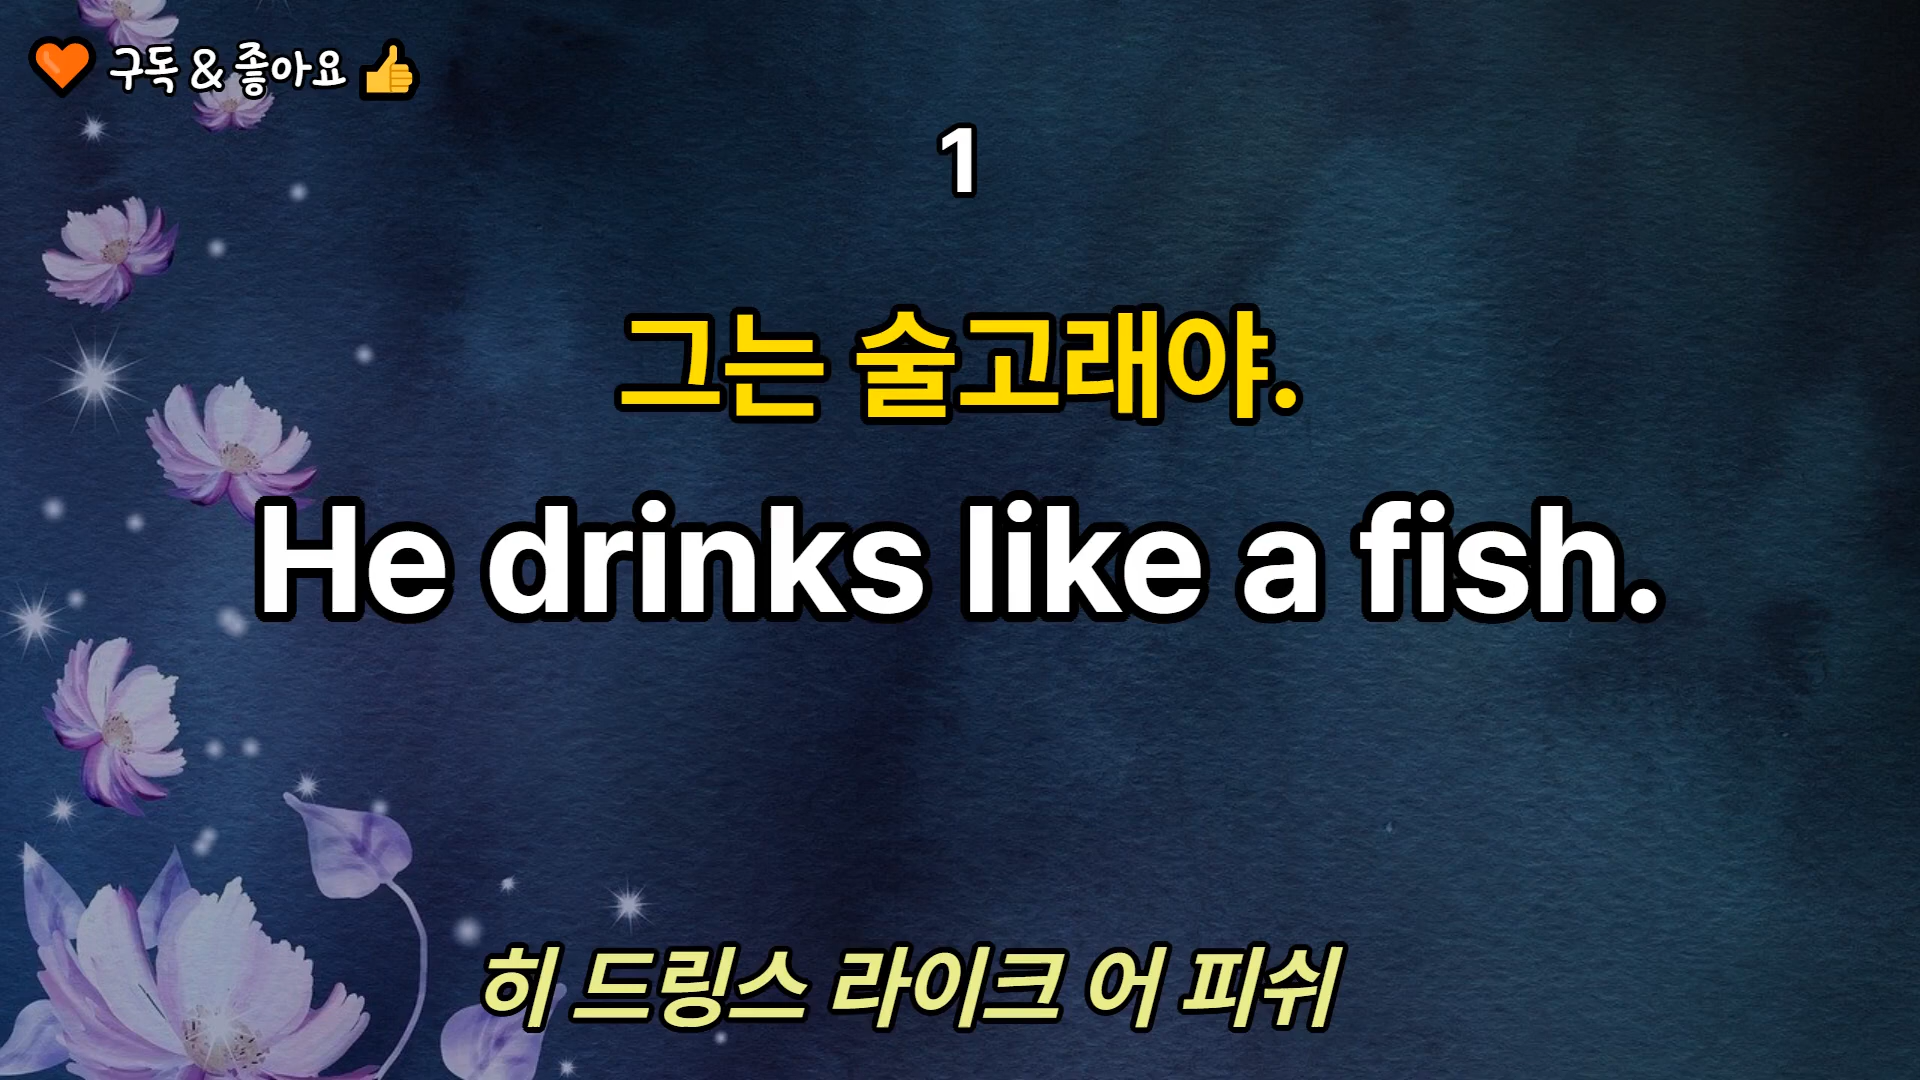 구독 & 좋아요
1
그는 술고래야.
He drinks like a fish.
히 드링스 라이크 어 피쉬